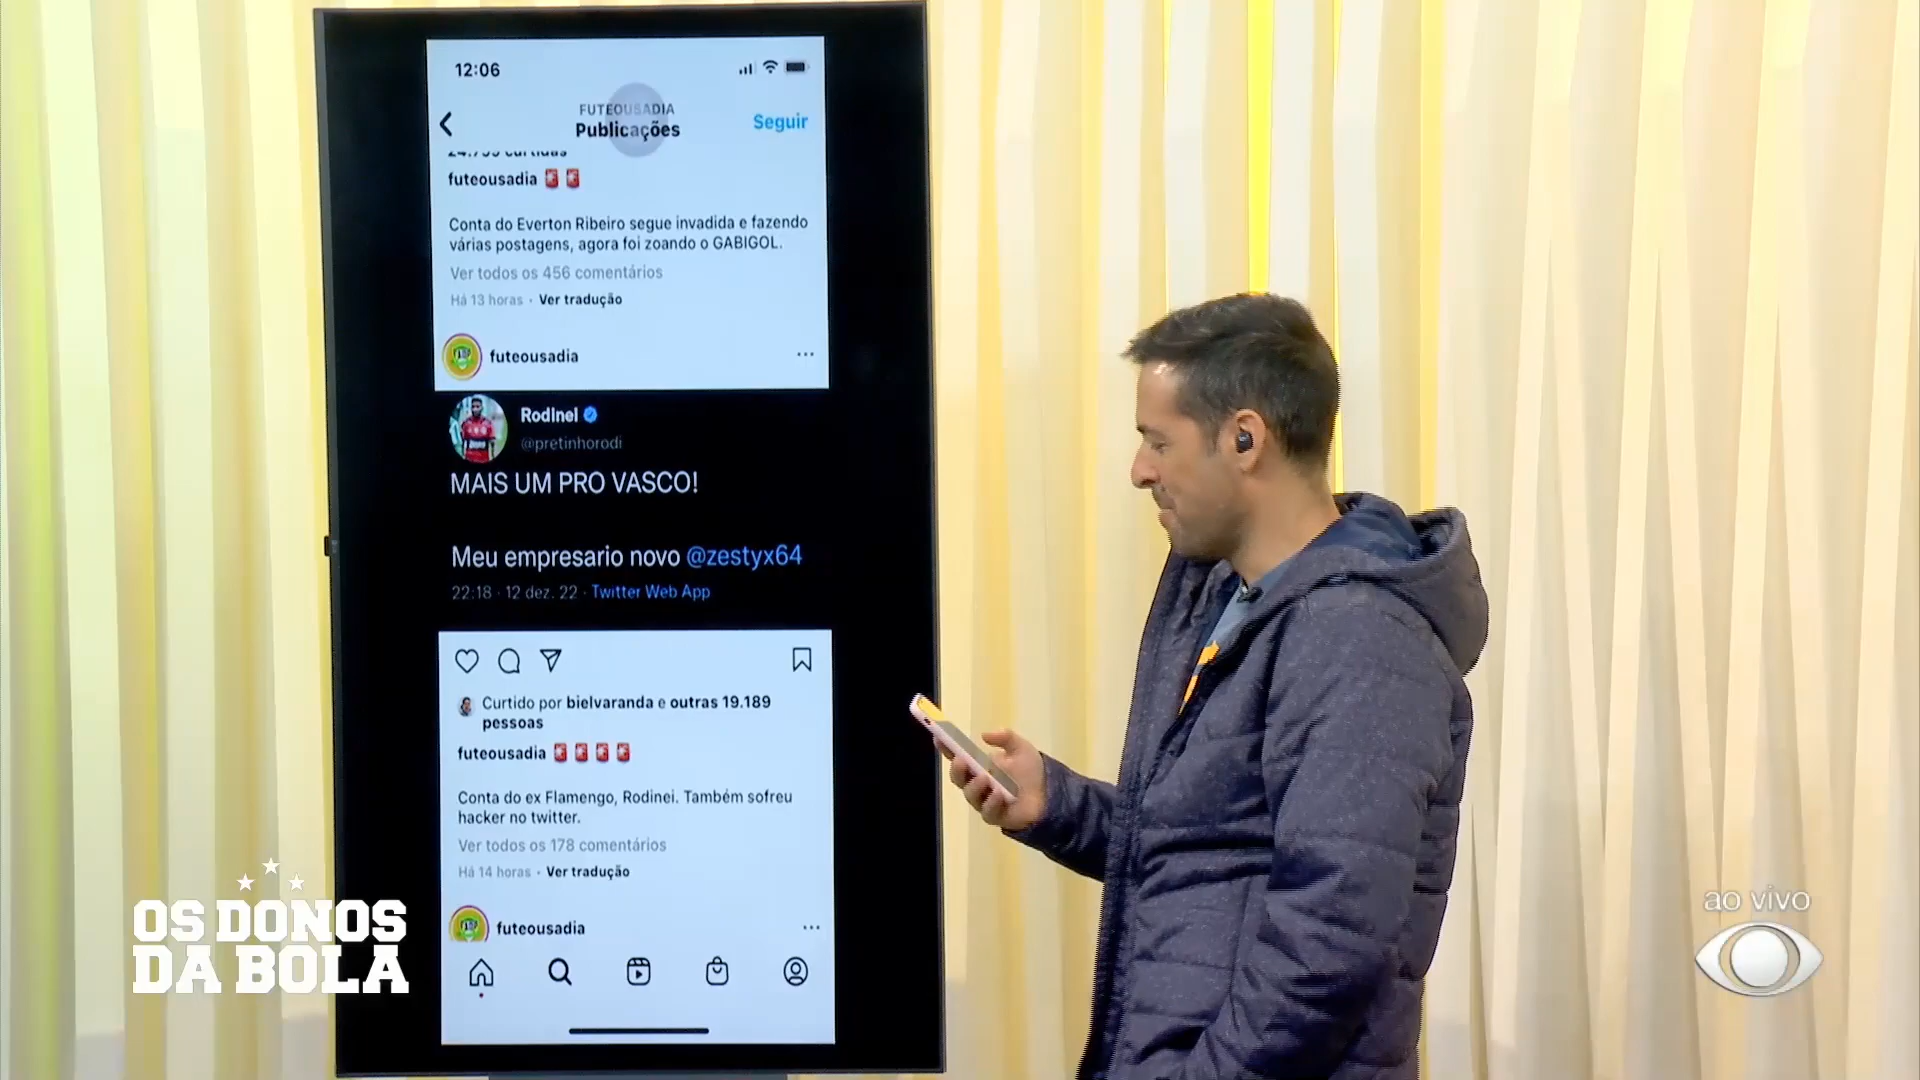 12:06
FUTEOUSADIA
Publicações
Seguir
24.799 curtidas
futeousadia
Conta do Everton Ribeiro segue invadida e fazendo
várias postagens, agora foi zoando o GABIGOL.
Ver todos os 456 comentários
Há 13 horas · Ver tradução
futeousadia
RodIneI
@pretinhorodi
MAIS UM PRO VASCO!
Meu empresario novo @zestyx64
22:18 · 12 dez. 22 · Twitter Web App
Curtido por bielvaranda e outras 19.189
pessoas
futeousadia
Conta do ex Flamengo, Rodinei. Também sofreu
hacker no twitter.
Ver todos os 178 comentários
Há 14 horas · Ver tradução
futeousadia
OS DONOS
DA BOLA
ao vivo